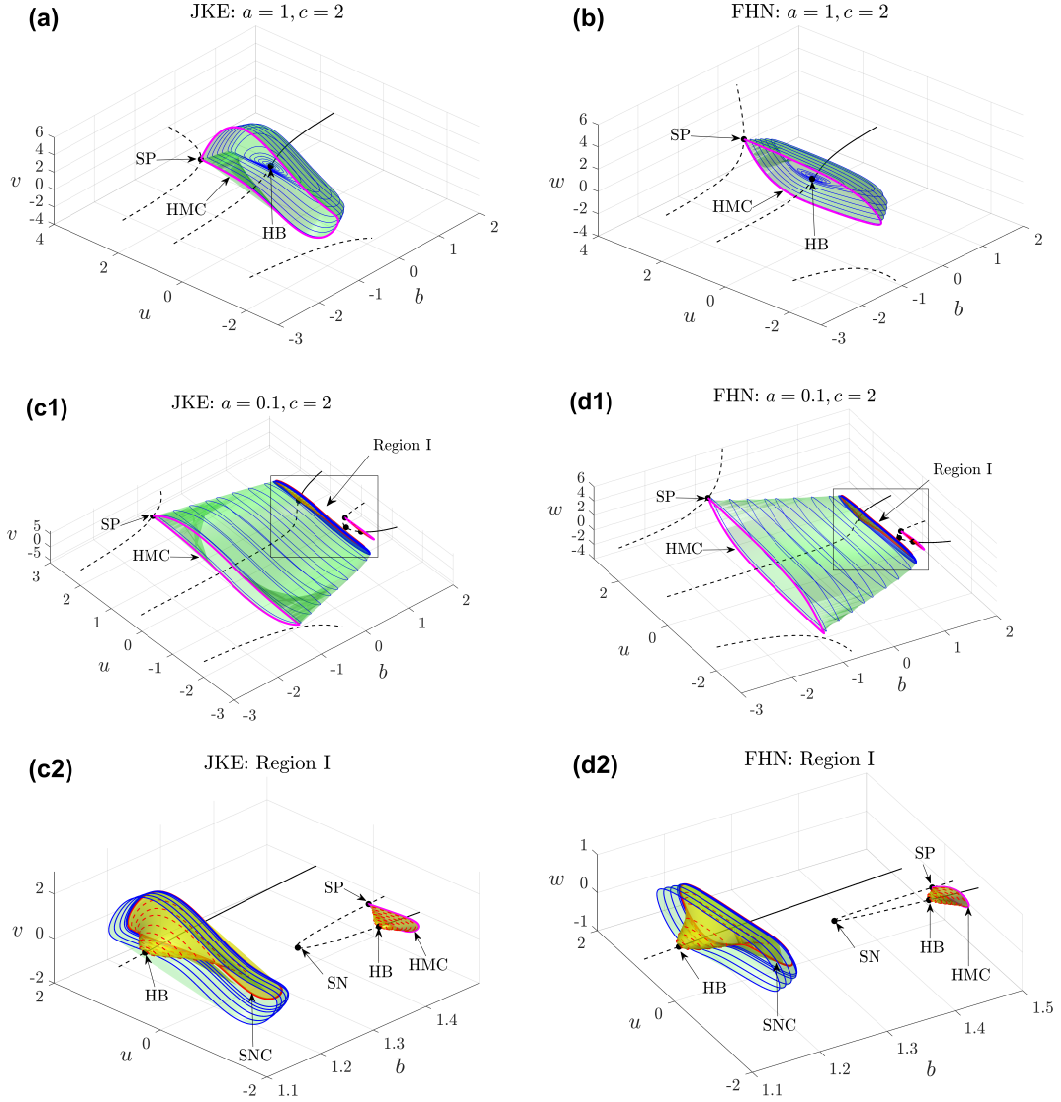 (a)
JKE: a = 1, c = 2
6
4
2
0
-2
-4
v
4
2
0
-2
u
-3
-2
-1
0
1
2
b
SP
HMC
HB
(b)
FHN: a = 1, c = 2
6
4
2
0
-2
-4
w
4
2
0
-2
u
-3
-2
-1
0
1
2
b
SP
HMC
HB
(c1)
JKE: a = 0.1, c = 2
Region I
5
0
-5
v
3
2
1
0
-1
-2
-3
u
-3
-2
-1
0
1
2
b
SP
HMC
(d1)
FHN: a = 0.1, c = 2
Region I
6
4
2
0
-2
-4
w
2
0
-2
u
-3
-2
-1
0
1
2
b
SP
HMC
(c2)
JKE: Region I
2
0
-2
v
2
0
-2
u
1.1
1.2
1.3
1.4
b
SP
HB
SNC
SN
HB
HMC
(d2)
FHN: Region I
1
0
-1
w
2
0
-2
u
1.1
1.2
1.3
1.4
1.5
b
SP
HB
SNC
SN
HB
HMC